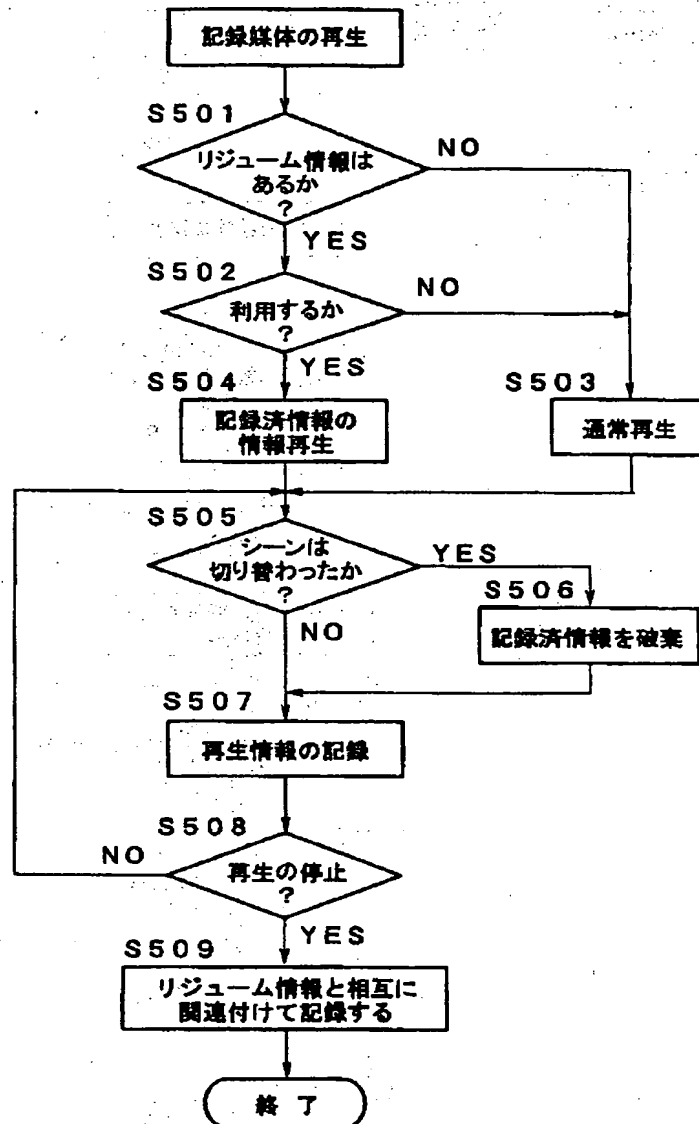 記録媒体の再生
S501
リジューム情報は
あるか
?
NO
YES
S502
利用するか
?
NO
YES
S504
記録済情報の
情報再生
S503
通常再生
S505
シーンは
切り替わったか
?
YES
NO
S506
記録済情報を破棄
S507
再生情報の記録
S508
再生の停止
?
NO
YES
S509
リジューム情報と相互に
関連付けて記録する
終了